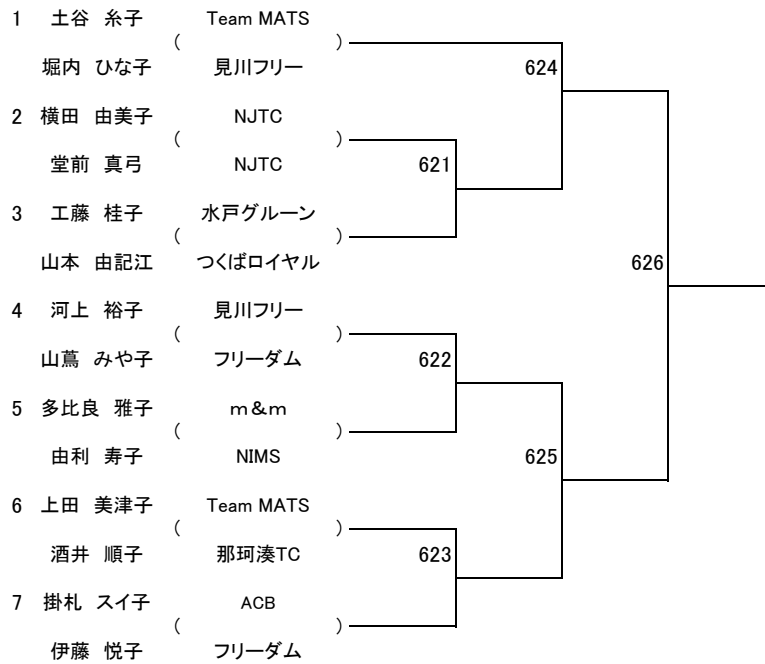 1 土谷 糸子 Team MATS
( )
堀内 ひな子 見川フリー 624
2 横田 由美子 NJTC
( )
堂前 真弓 NJTC 621
3 工藤 桂子 水戸グルーン
( )
山本 由記江 つくばロイヤル 626
4 河上 裕子 見川フリー
( )
山蔦 みや子 フリーダム 622
5 多比良 雅子 m&m
( )
由利 寿子 NIMS 625
6 上田 美津子 Team MATS
( )
酒井 順子 那珂湊TC 623
7 掛札 スイ子 ACB
( )
伊藤 悦子 フリーダム